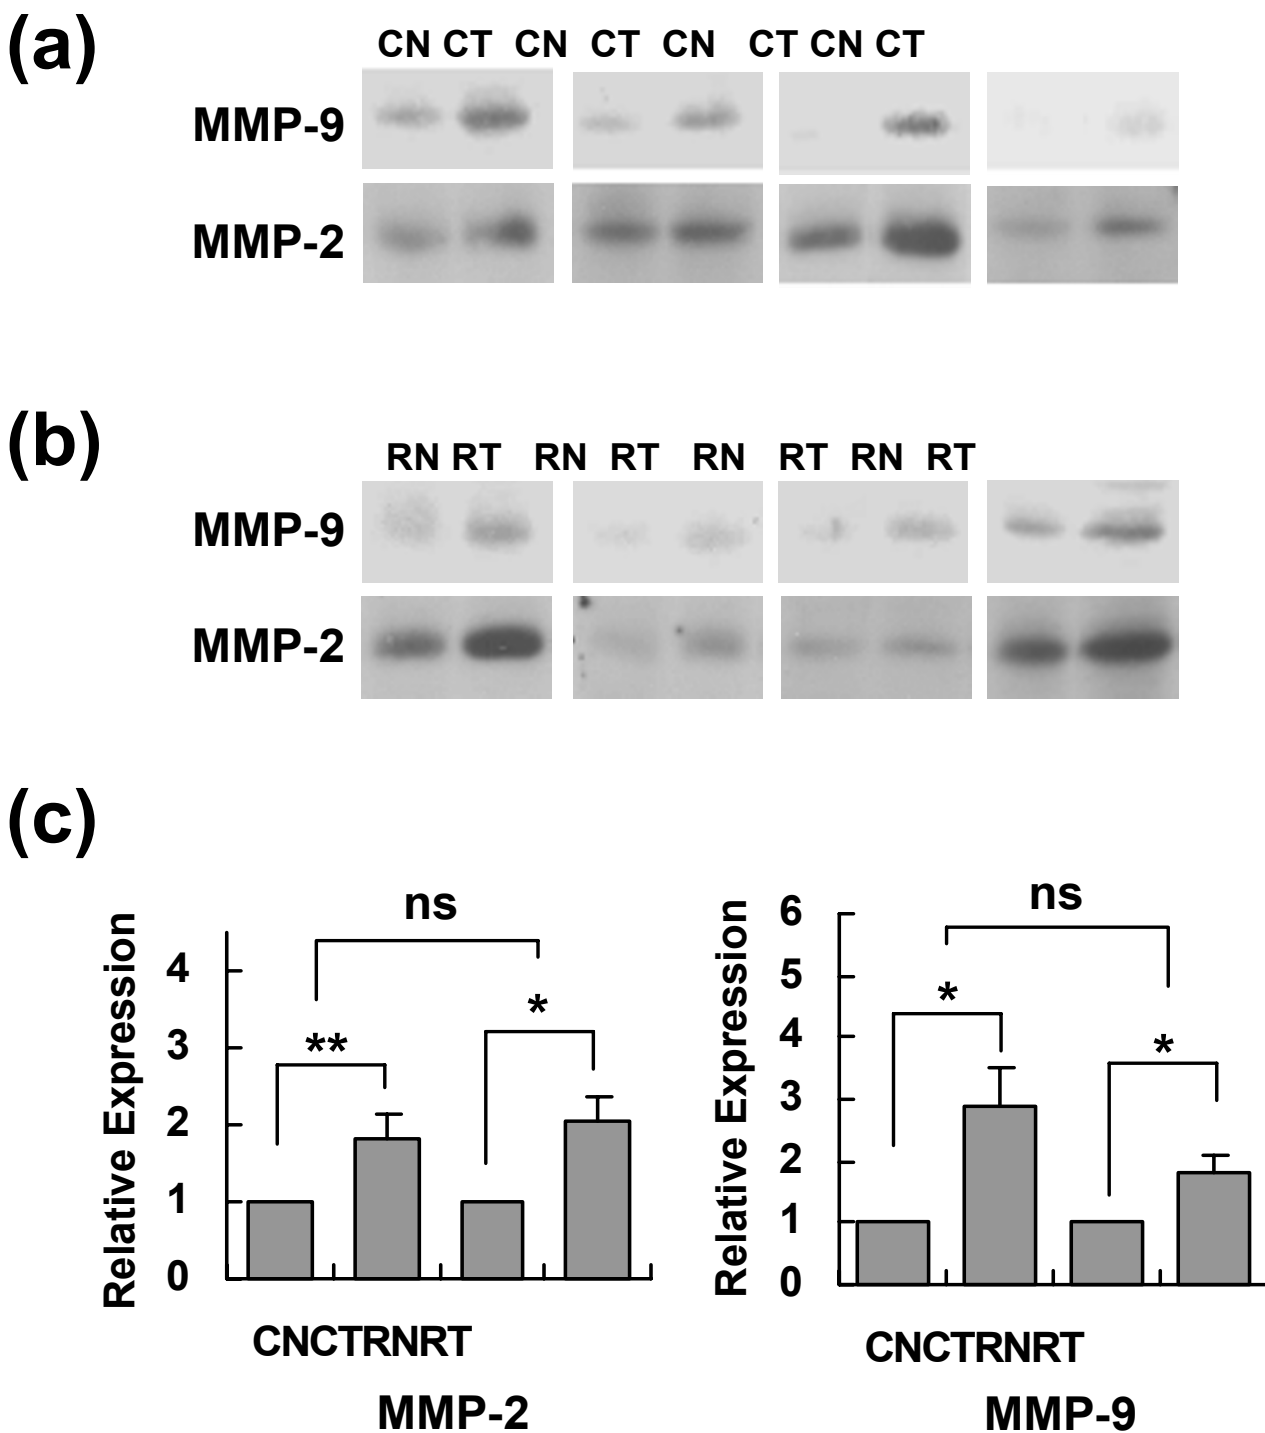 (a)
CN CT CN CT CN CT CN CT
MMP-9
MMP-2
(b)
RN RT RN RT RN RT RN RT
MMP-9
MMP-2
(c)
ns
ns
* 
**
*
*
*
Relative Expression
4
3
2
1
0
Relative Expression
6
5
4
3
2
1
0
CNCTRNRT
CNCTRNRT
MMP-2
MMP-9